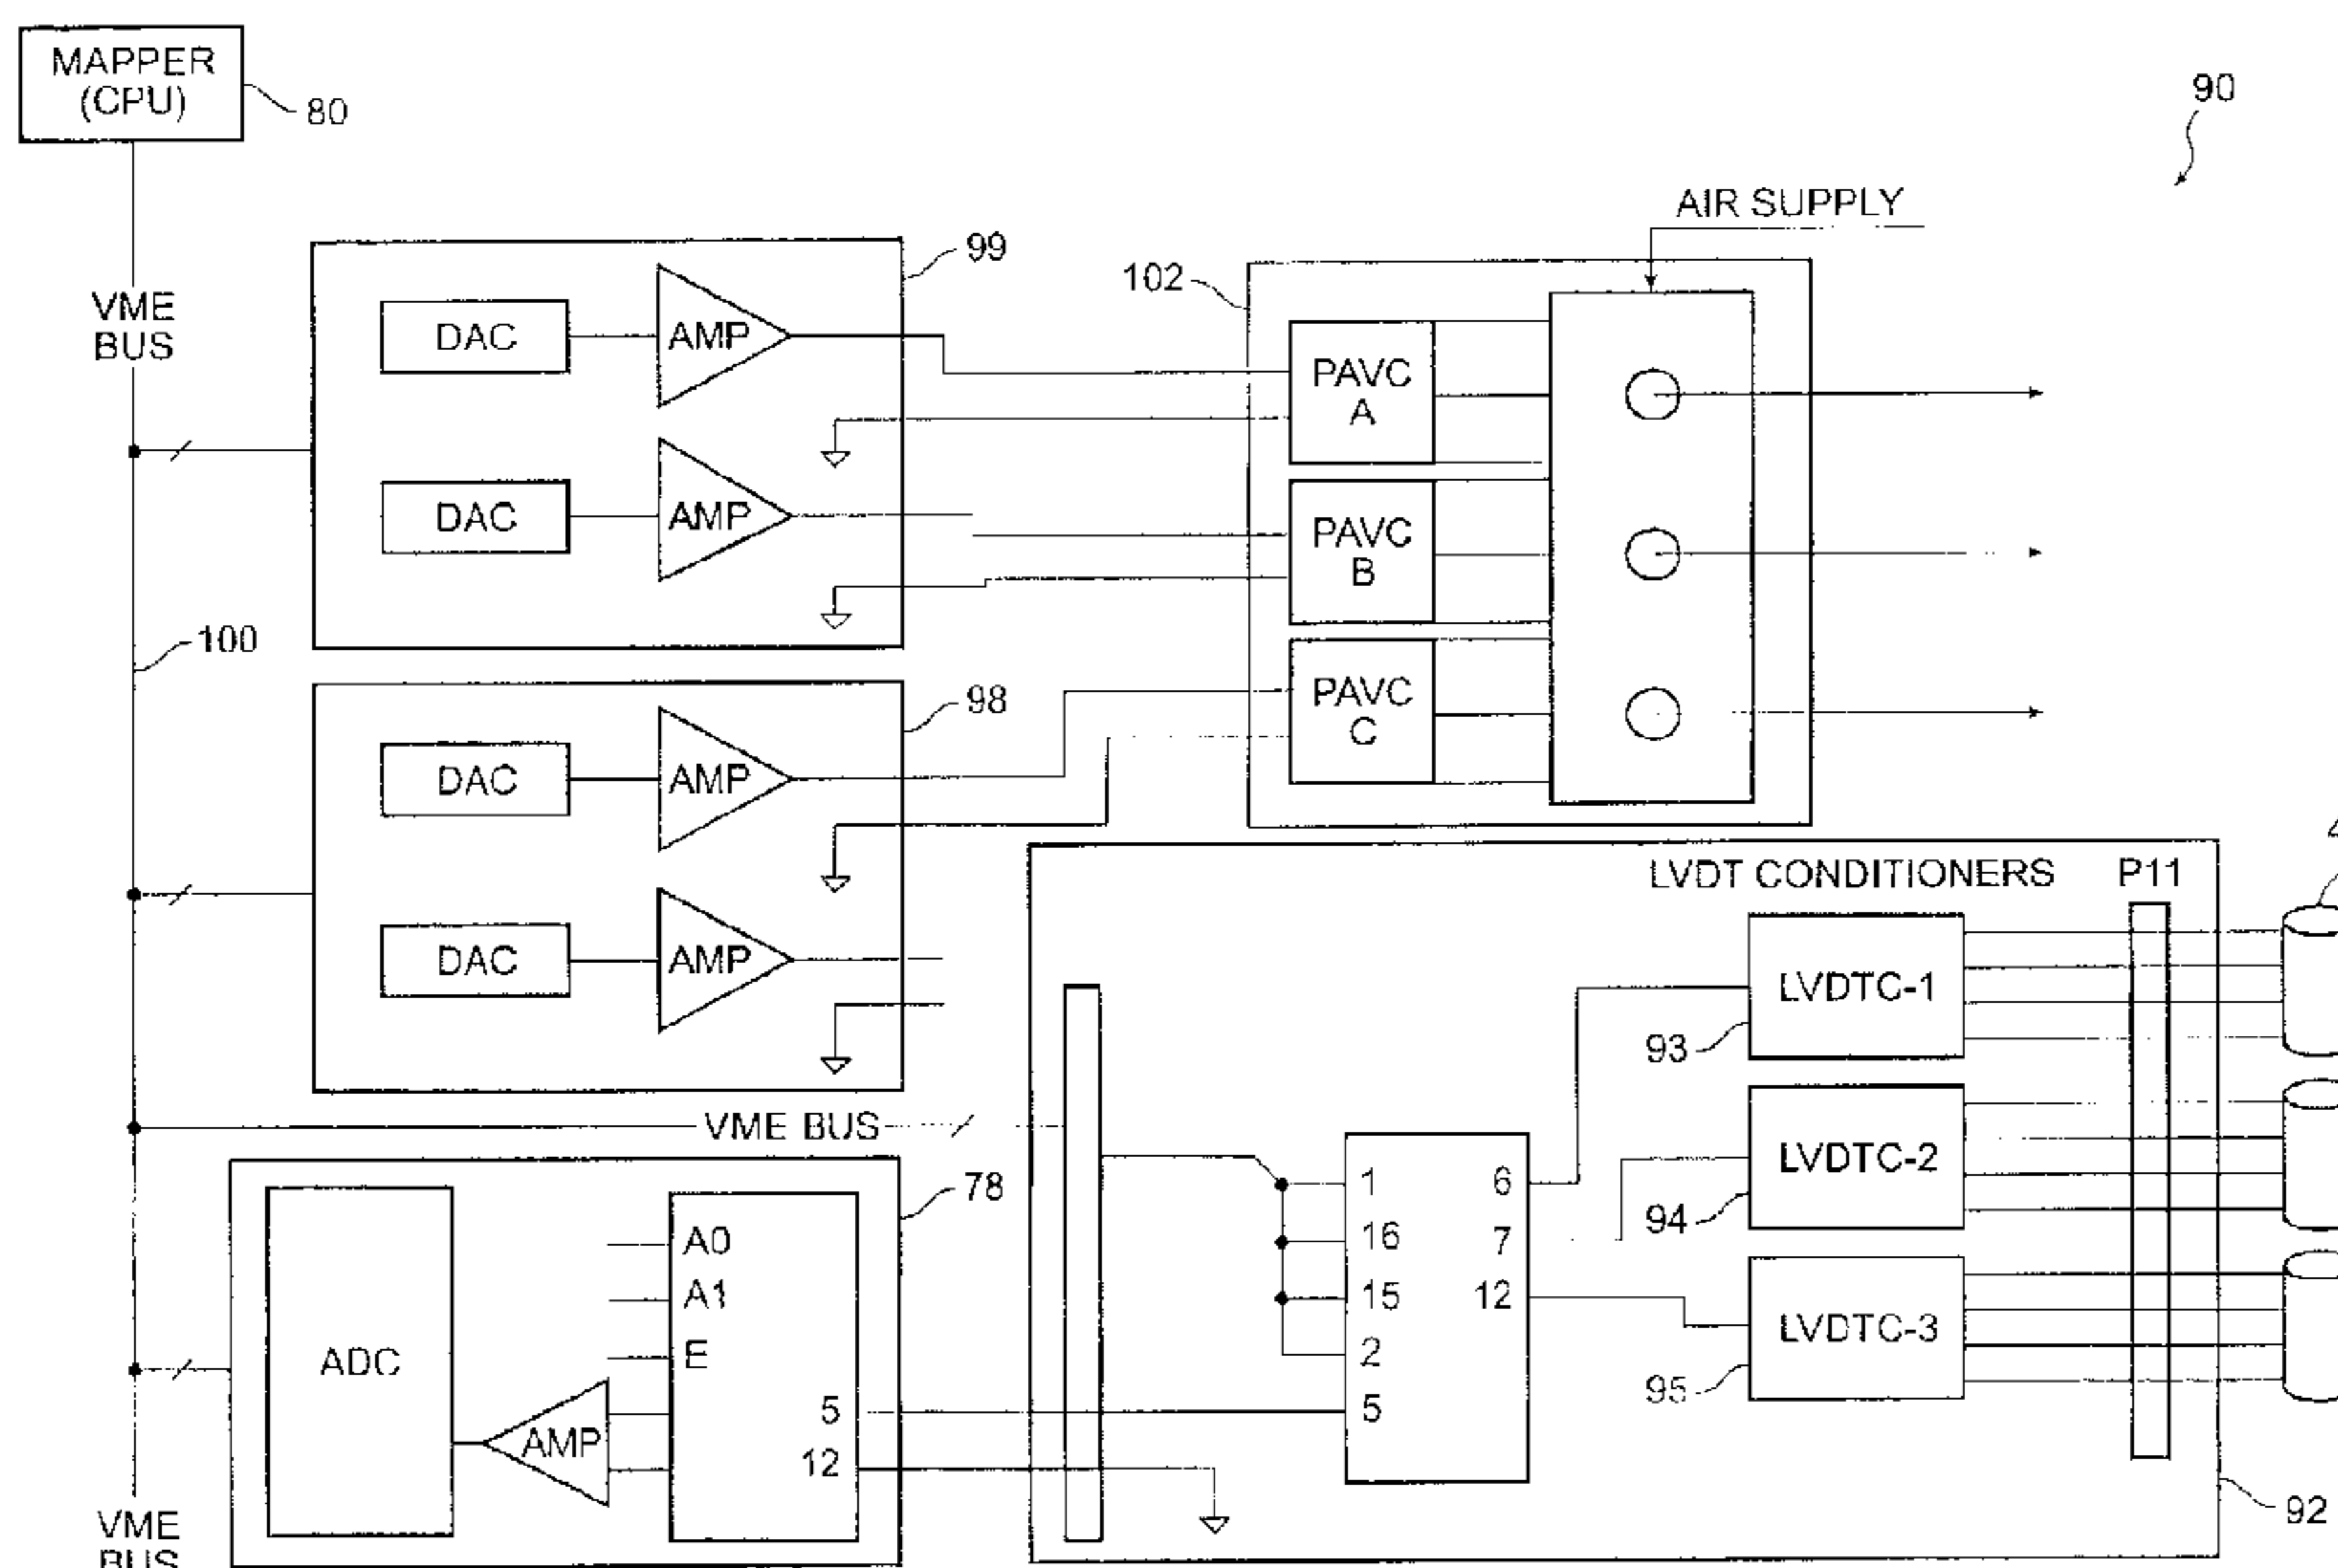 MAPPER
(CPU)
80
90
AIR SUPPLY
99
102
VME
BUS
DAC
AMP
PAVC
A
DAC
AMP
PAVC
B
100
98
PAVC
C
DAC
AMP
LVDT CONDITIONERS
P11
DAC
AMP
LVDTC-1
93
VME BUS
78
LVDTC-2
94
1
6
A0
16
7
A1
15
12
LVDTC-3
ADC
E
2
95
5
5
AMP
12
92
VME
BUS